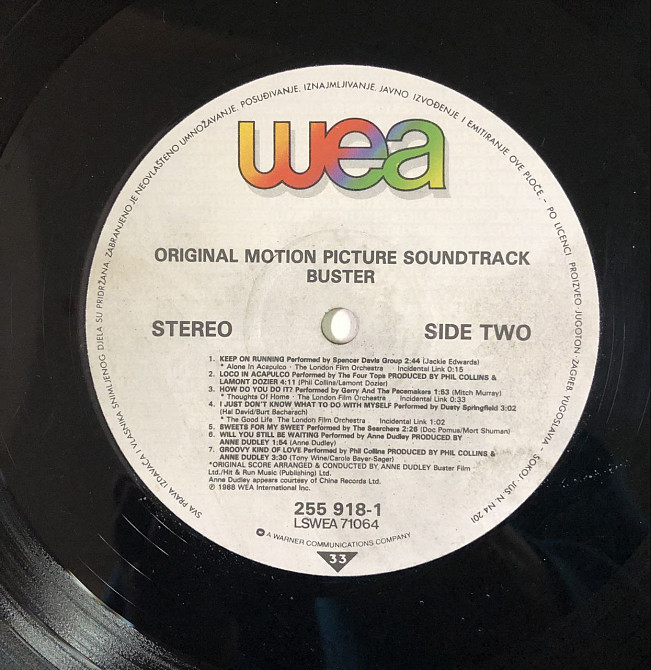 SVA PRAVA IZDAVAČA I VLASNIKA SNIMLJENOG DJELA SU PRIDRŽANA. ZABRANJENO JE NEOVLAŠTENO UMNOŽAVANJE, POSUĐIVANJE, IZNAJMLJIVANJE, JAVNO IZVOĐENJE I EMITIRANJE OVE PLOČE. - PO LICENCI PROIZVEO JUGOTON - ZAGREB YUGOSLAVIA - SOKOJ JUS N. N4 201
wea
ORIGINAL MOTION PICTURE SOUNDTRACK
BUSTER
STEREO
SIDE TWO
1. KEEP ON RUNNING Performed by Spencer Davis Group 2:44 (Jackie Edwards)
* Alone In Acapulco - The London Film Orchestra Incidental Link 0:15
2. LOCO IN ACAPULCO Performed by The Four Tops PRODUCED BY PHIL COLLINS &
LAMONT DOZIER 4:11 (Phil Collins/Lamont Dozier)
3. HOW DO YOU DO IT? Performed by Gerry And The Pacemakers 1:53 (Mitch Murray)
* Thoughts Of Home - The London Film Orchestra Incidental Link 0:33
4. I JUST DON'T KNOW WHAT TO DO WITH MYSELF Performed by Dusty Springfield 3:02
(Hal David/Burt Bacharach)
* The Good Life The London Film Orchestra Incidental Link 1:02
5. SWEETS FOR MY SWEET Performed by The Searchers 2:26 (Doc Pomus/Mort Shuman)
6. WILL YOU STILL BE WAITING Performed by Anne Dudley PRODUCED BY
ANNE DUDLEY 1:54 (Anne Dudley)
7. GROOVY KIND OF LOVE Performed by Phil Collins PRODUCED BY PHIL COLLINS &
ANNE DUDLEY 3:30 (Tony Wine/Carole Bayer-Sager)
*ORIGINAL SCORE ARRANGED & CONDUCTED BY ANNE DUDLEY Buster Film
Ltd./Hit & Run Music (Publishing) Ltd.
Anne Dudley appears courtesy of China Records Ltd.
℗ 1988 WEA International Inc.
255 918-1
LSWEA 71064
A WARNER COMMUNICATIONS COMPANY
33